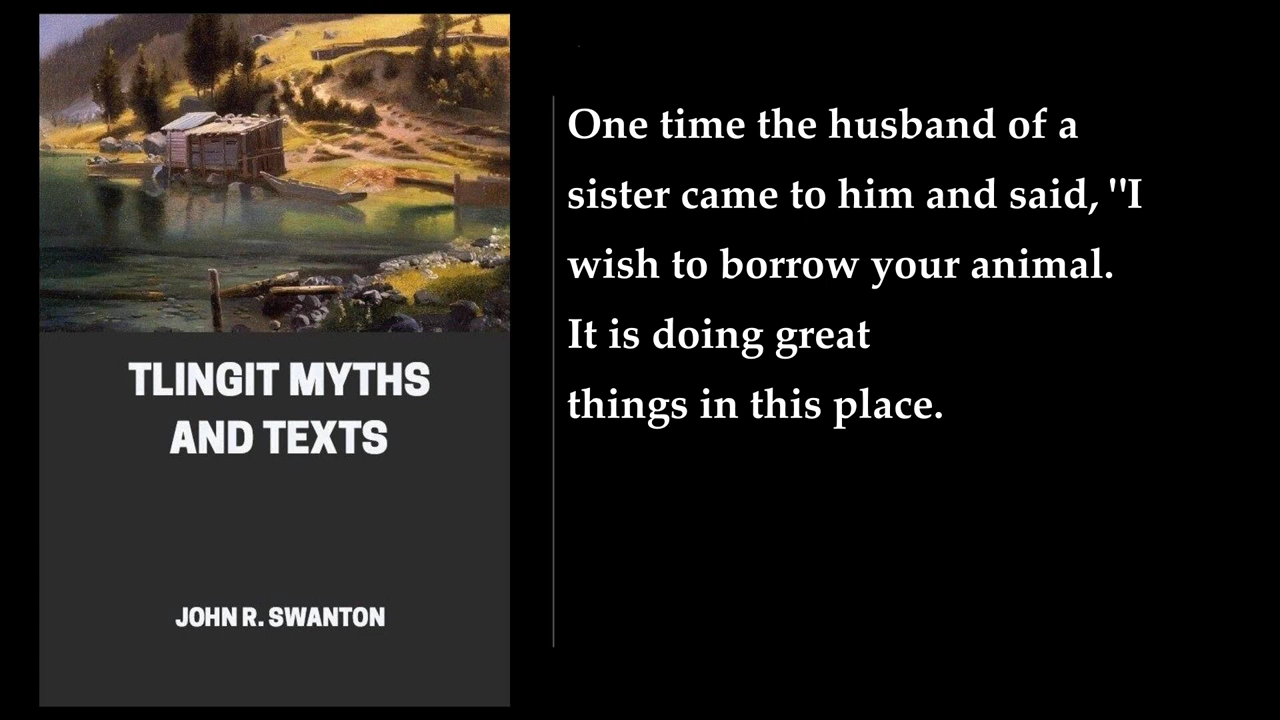 TLINGIT MYTHS
AND TEXTS
JOHN R. SWANTON
One time the husband of a
sister came to him and said, "I
wish to borrow your animal.
It is doing great
things in this place.